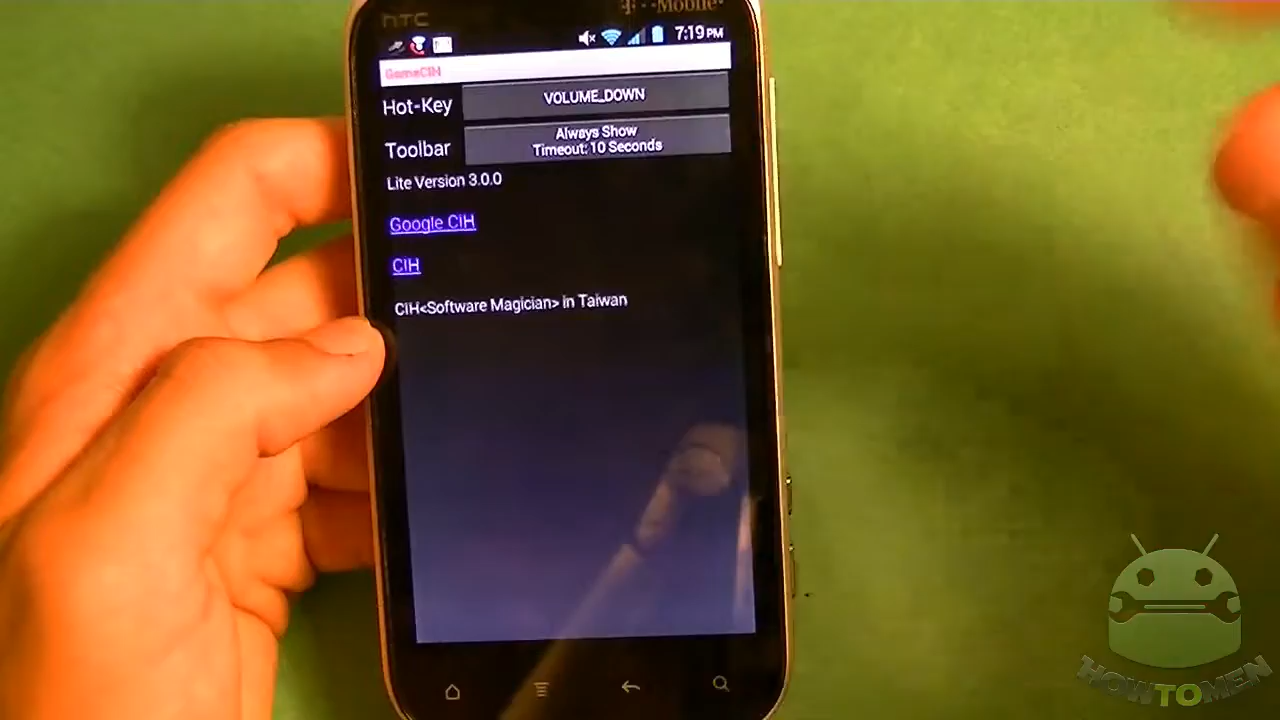 hTC
T··Mobile·
7:19 PM
GameCIH
Hot-Key
VOLUME_DOWN
Toolbar
Always Show
Timeout: 10 Seconds
Lite Version 3.0.0
Google CIH
CIH
CIH<Software Magician> in Taiwan
HOWTOMEN